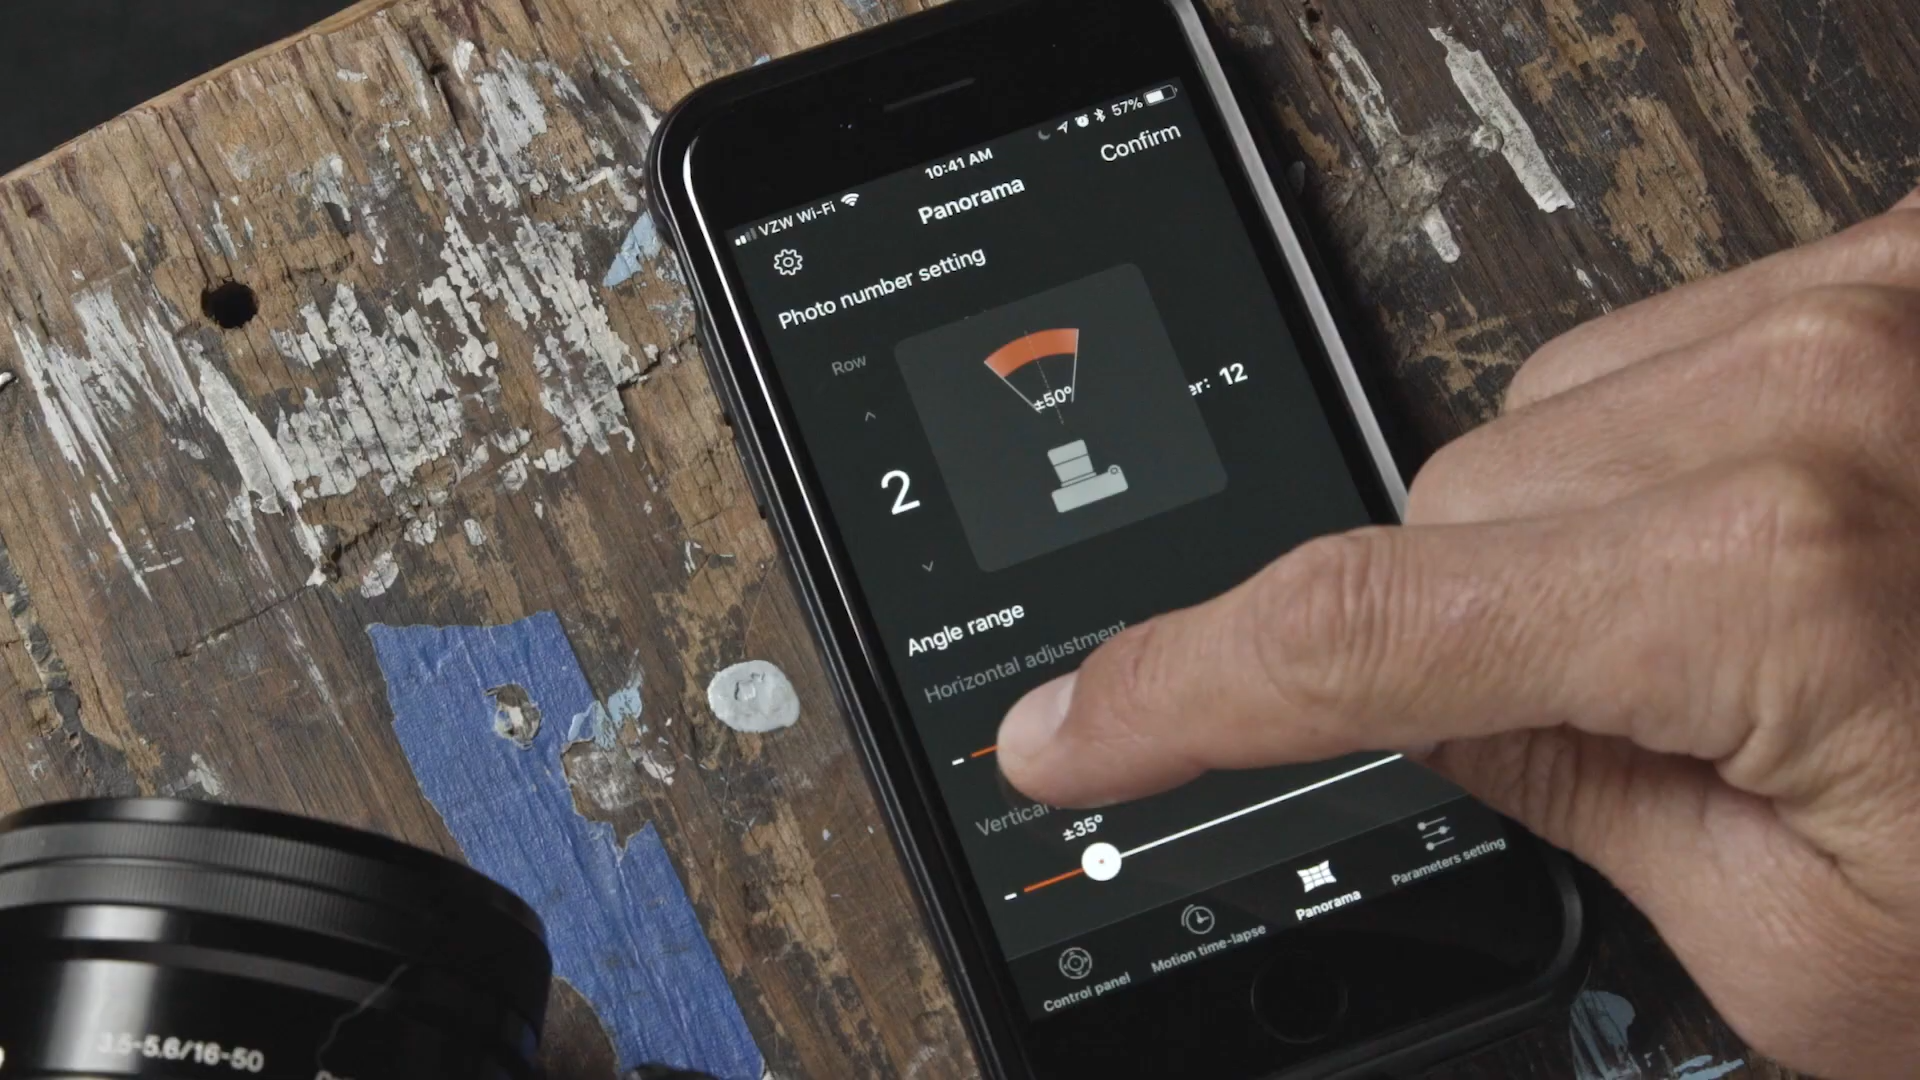 VZW Wi-Fi
10:41 AM
57%
Panorama
Confirm
Photo number setting
Row
2
±50°
er: 12
Angle range
Horizontal adjustment
Vertical
±35°
Control panel
Motion time-lapse
Panorama
Parameters setting
3.5-5.6/16-50